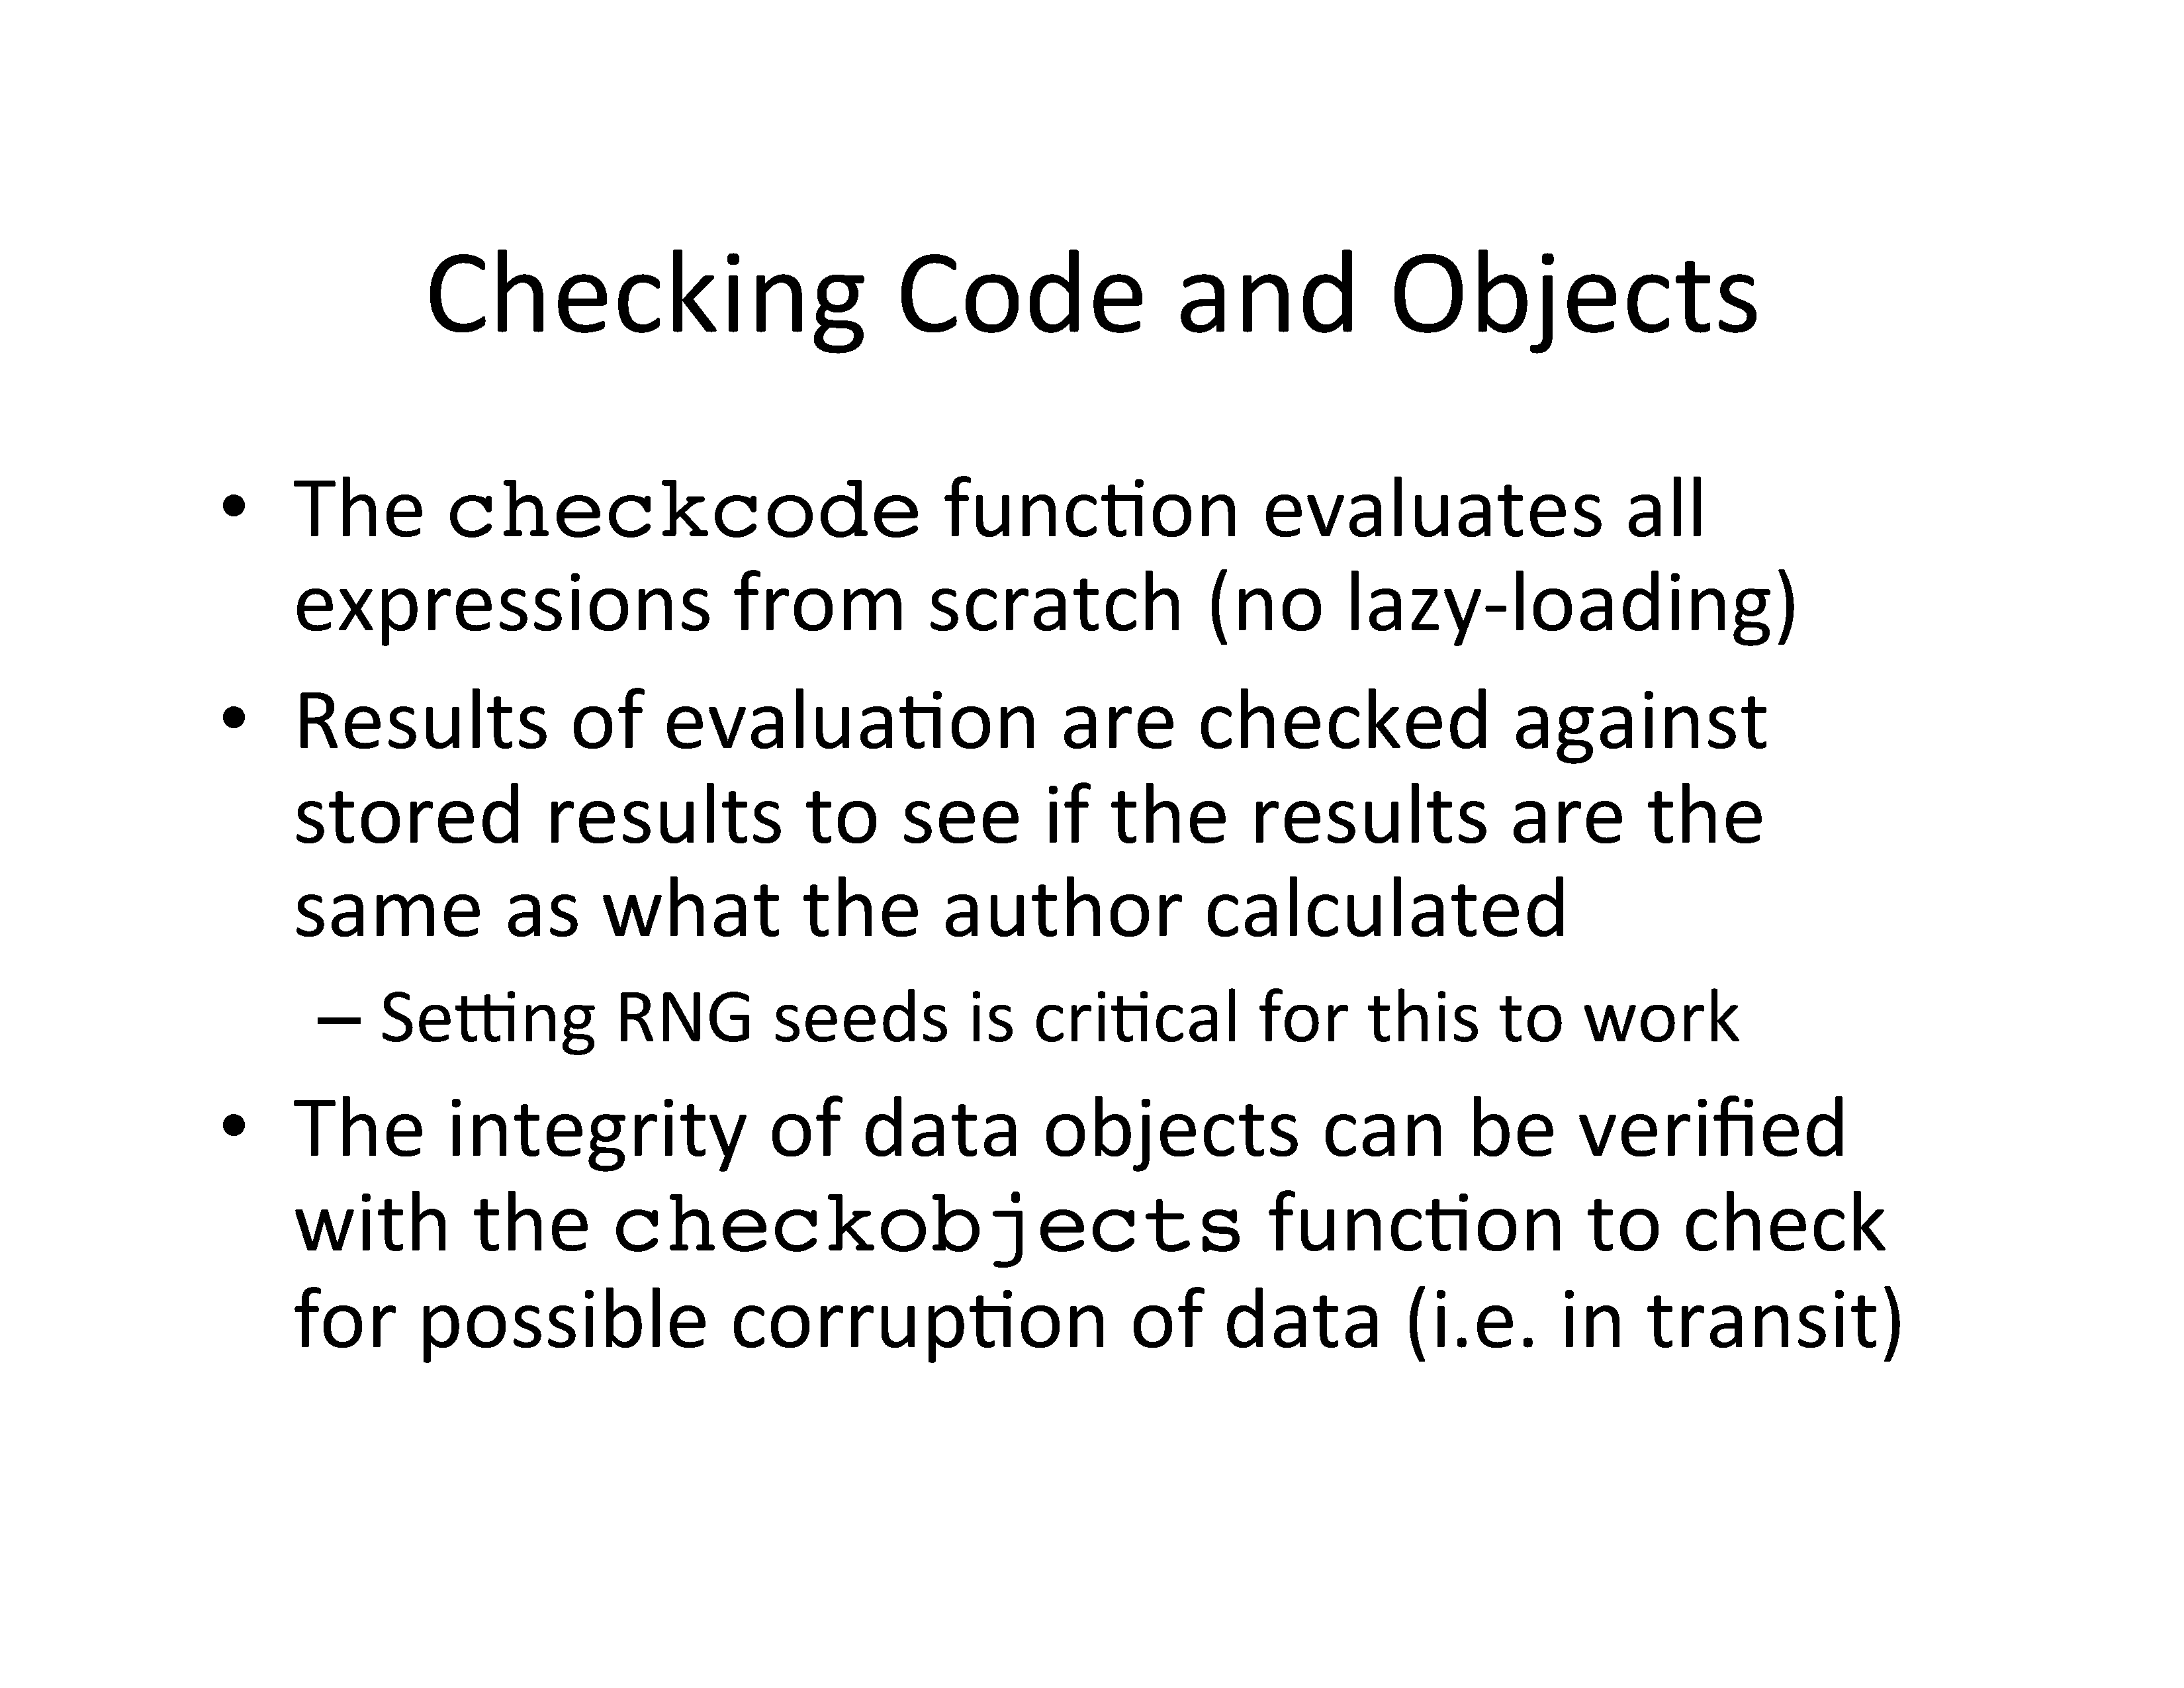 Checking Code and Objects
• The checkcode function evaluates all
expressions from scratch (no lazy-loading)
• Results of evaluation are checked against
stored results to see if the results are the
same as what the author calculated
– Setting RNG seeds is critical for this to work
• The integrity of data objects can be verified
with the checkobjects function to check
for possible corruption of data (i.e. in transit)